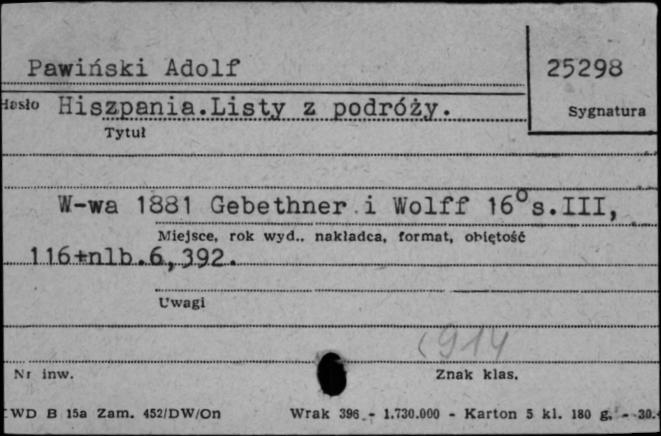 Pawiński Adolf
25298
Hasło Hiszpania.Listy z podróży.
Sygnatura
Tytuł
W-wa 1881 Gebethner i Wolff 16° s.III,
Miejsce, rok wyd., nakładca, format, objętość
116+nlb.6,392.
Uwagi
914
Nr inw.
Znak klas.
WD B 15a Zam. 452/DW/On Wrak 396 - 1.730.000 - Karton 5 kl. 180 g. - 30.